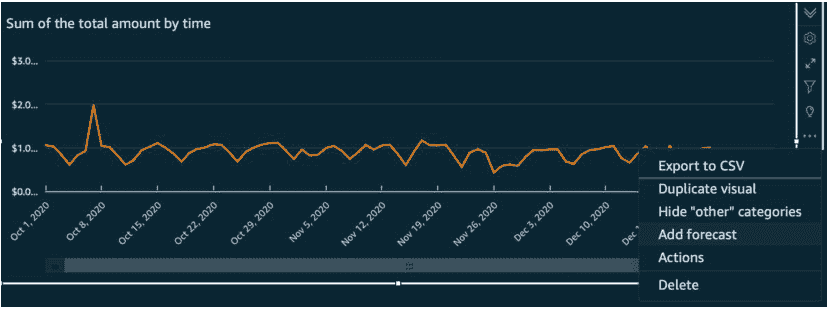 Sum of the total amount by time
$3.0...
$2.0...
$1.0...
$0.0...
Oct 1, 2020
Oct 8, 2020
Oct 15, 2020
Oct 22, 2020
Oct 29, 2020
Nov 5, 2020
Nov 12, 2020
Nov 19, 2020
Nov 26, 2020
Dec 3, 2020
Dec 10, 2020
Dec 1
Export to CSV
Duplicate visual
Hide "other" categories
Add forecast
Actions
Delete